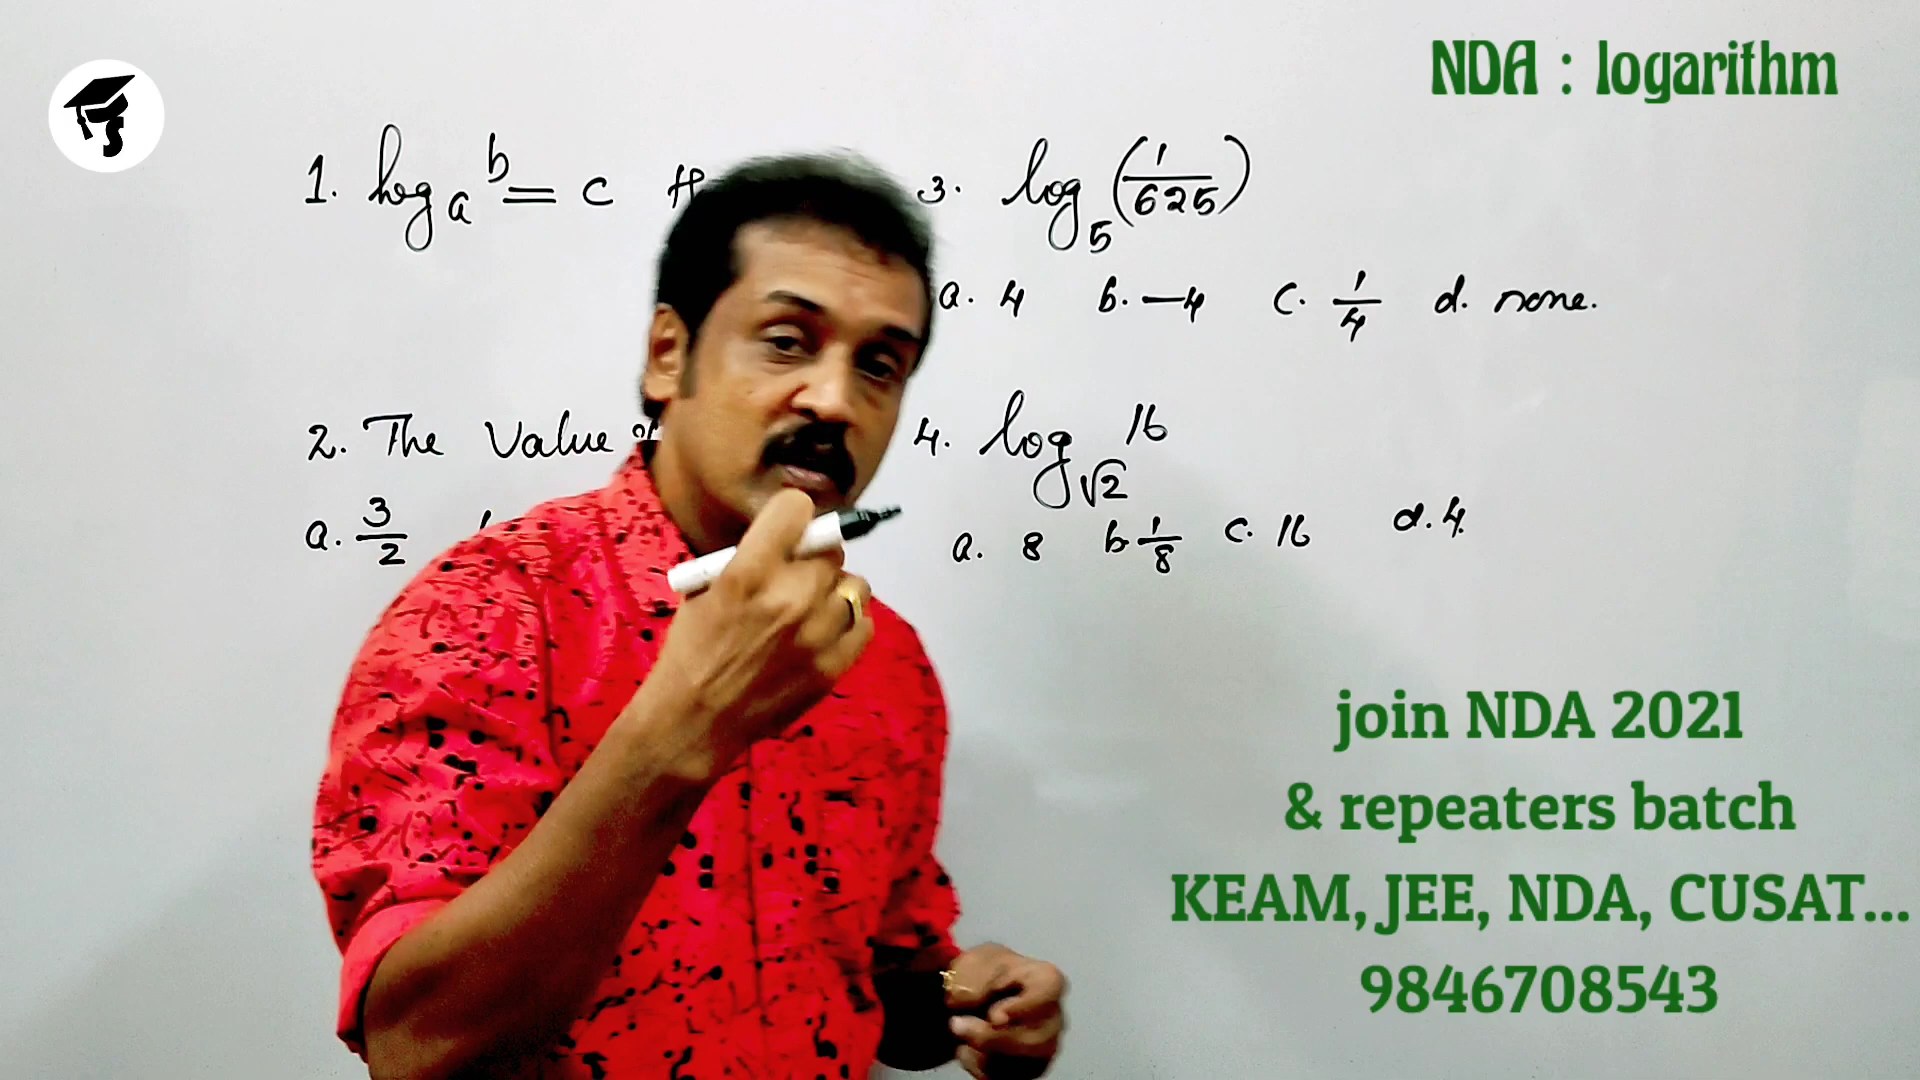 NDA : logarithm
1. log_a b = c
2. The Value of
a. 3/2
3. log_5 (1/625)
a. 4 b. -4 c. 1/4 d. none.
4. log_√2 16
a. 8 b. 1/8 c. 16 d. 4.
join NDA 2021
& repeaters batch
KEAM, JEE, NDA, CUSAT...
9846708543